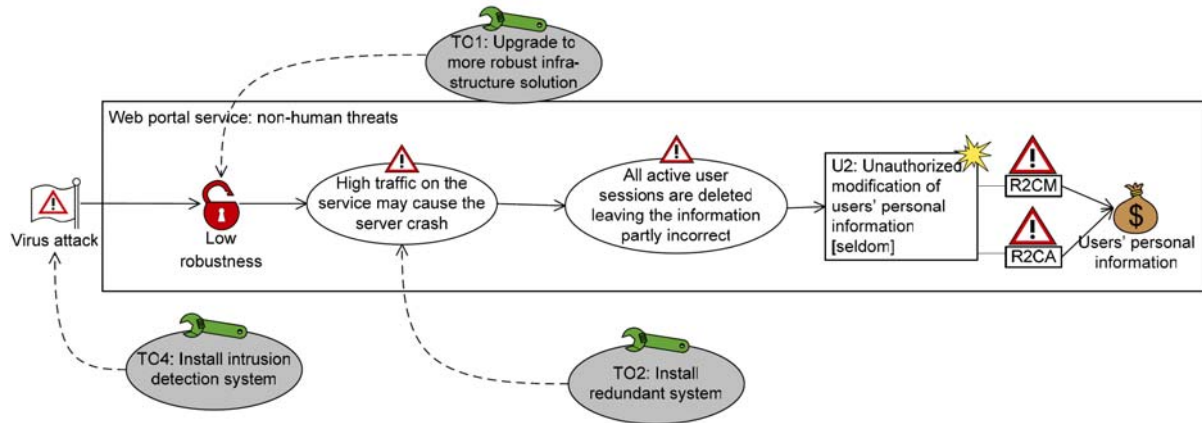 TO1: Upgrade to
more robust infra-
structure solution
Web portal service: non-human threats
Virus attack
Low
robustness
High traffic on the
service may cause the
server crash
All active user
sessions are deleted
leaving the information
partly incorrect
U2: Unauthorized
modification of
users' personal
information
[seldom]
R2CM
R2CA
$
Users' personal
information
TO4: Install intrusion
detection system
TO2: Install
redundant system